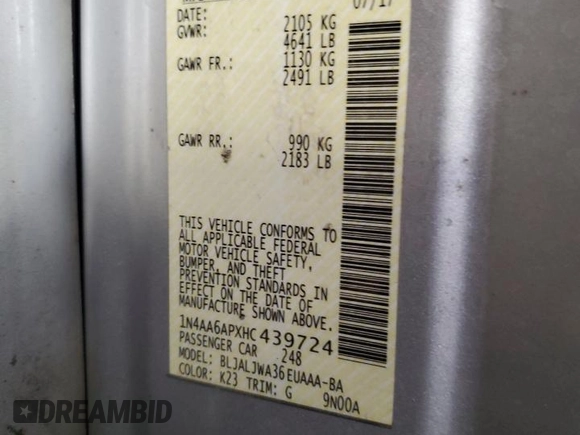 07/17
DATE: 2105 KG
GVWR: 4641 LB
GAWR FR.: 1130 KG
2491 LB
GAWR RR.: 990 KG
2183 LB
THIS VEHICLE CONFORMS TO
ALL APPLICABLE FEDERAL
MOTOR VEHICLE SAFETY,
BUMPER, AND THEFT
PREVENTION STANDARDS IN
EFFECT ON THE DATE OF
MANUFACTURE SHOWN ABOVE.
1N4AA6APXHC439724
PASSENGER CAR 248
MODEL: BLJALJWA36EUAAA-BA
COLOR: K23 TRIM: G 9N00A
DREAMBID